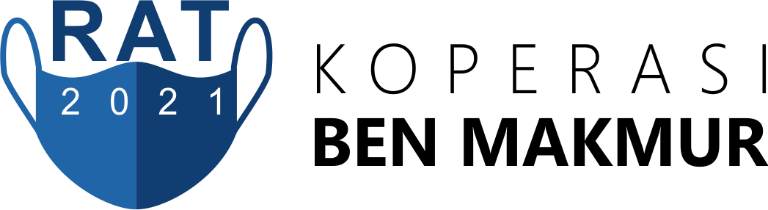 RAT
2021
KOPERASI
BEN MAKMUR